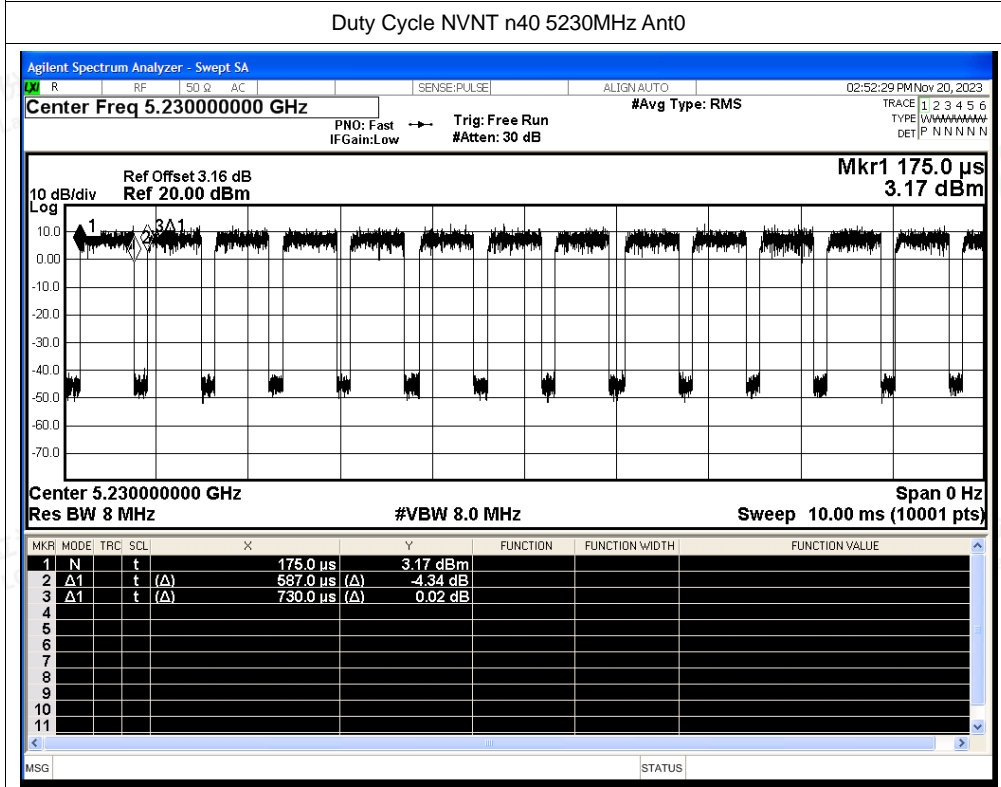 Duty Cycle NVNT n40 5230MHz Ant0
Agilent Spectrum Analyzer - Swept SA
LXI R RF 50 Ω AC SENSE:PULSE ALIGN AUTO 02:52:29 PM Nov 20, 2023
Center Freq 5.230000000 GHz #Avg Type: RMS TRACE 1 2 3 4 5 6
PNO: Fast Trig: Free Run TYPE W
IFGain:Low #Atten: 30 dB DET P N N N N N
Mkr1 175.0 µs
Ref Offset 3.16 dB
10 dB/div Ref 20.00 dBm 3.17 dBm
Log
1 2 3Δ1
10.0
0.00
-10.0
-20.0
-30.0
-40.0
-50.0
-60.0
-70.0
Center 5.230000000 GHz Span 0 Hz
Res BW 8 MHz #VBW 8.0 MHz Sweep 10.00 ms (10001 pts)
MKR MODE TRC SCL X Y FUNCTION FUNCTION WIDTH FUNCTION VALUE
1 N t 175.0 µs 3.17 dBm
2 Δ1 t (Δ) 587.0 µs (Δ) -4.34 dB
3 Δ1 t (Δ) 730.0 µs (Δ) 0.02 dB
4
5
6
7
8
9
10
11
MSG STATUS